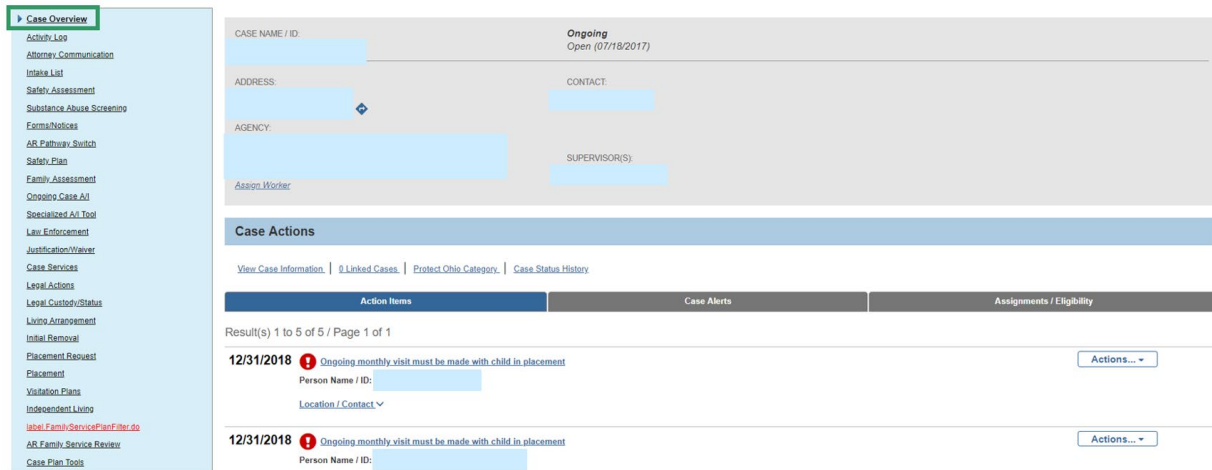 Case Overview
Activity Log
Attorney Communication
Intake List
Safety Assessment
Substance Abuse Screening
Forms/Notices
AR Pathway Switch
Safety Plan
Family Assessment
Ongoing Case A/I
Specialized A/I Tool
Law Enforcement
Justification/Waiver
Case Services
Legal Actions
Legal Custody/Status
Living Arrangement
Initial Removal
Placement Request
Placement
Visitation Plans
Independent Living
label.FamilyServicePlanFilter.do
AR Family Service Review
Case Plan Tools
CASE NAME / ID:
Ongoing
Open (07/18/2017)
ADDRESS:
CONTACT:
AGENCY:
SUPERVISOR(S):
Assign Worker
Case Actions
View Case Information | 0 Linked Cases | Protect Ohio Category | Case Status History
Action Items Case Alerts Assignments / Eligibility
Result(s) 1 to 5 of 5 / Page 1 of 1
12/31/2018 Ongoing monthly visit must be made with child in placement Actions...
Person Name / ID:
Location / Contact
12/31/2018 Ongoing monthly visit must be made with child in placement Actions...
Person Name / ID: